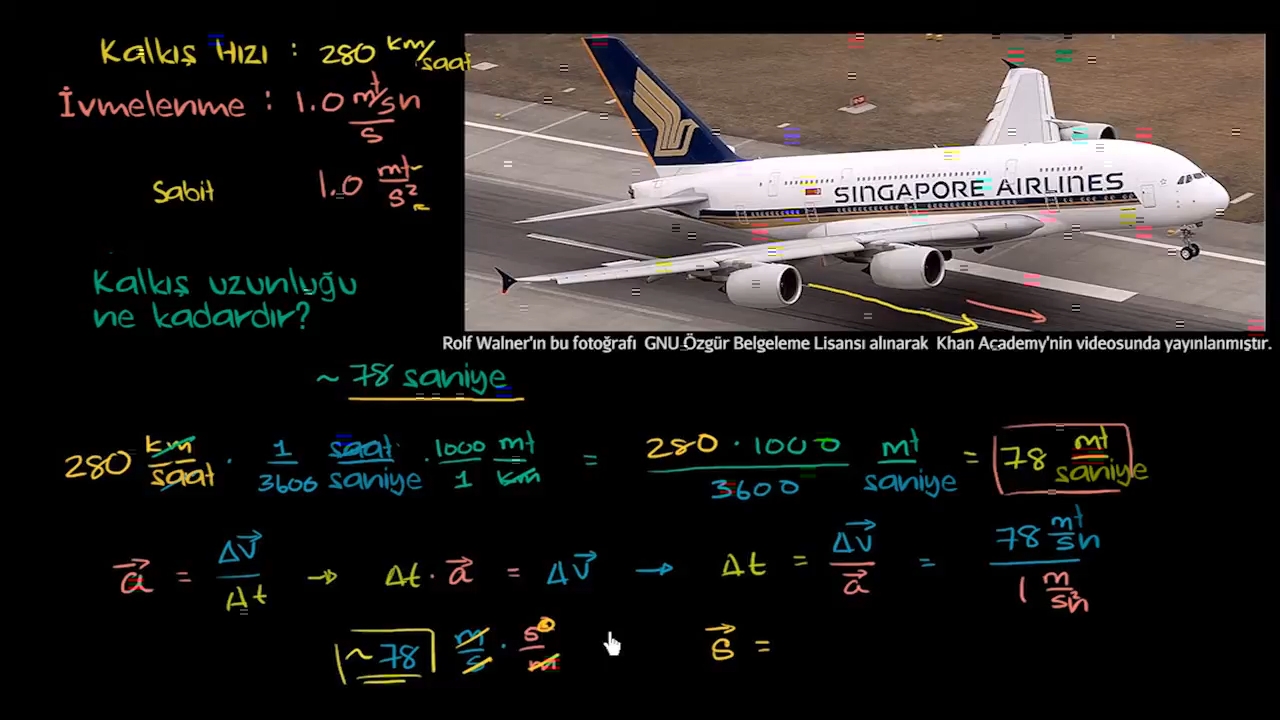 Kalkış Hızı : 280 km/saat
İvmelenme : 1.0 mt/sn/s
Sabit 1.0 mt/s²
Kalkış uzunluğu
ne kadardır?
SINGAPORE AIRLINES
Rolf Walner'ın bu fotoğrafı GNU Özgür Belgeleme Lisansı alınarak Khan Academy'nin videosunda yayınlanmıştır.
~ 78 saniye
280 km/saat · 1/3600 saat/saniye · 1000/1 mt/km = 280 · 1000/3600 mt/saniye = 78 mt/saniye
a⃗ = Δv⃗/Δt → Δt · a⃗ = Δv⃗ → Δt = Δv⃗/a⃗ = 78 mt/sn / 1 m/sn²
~78 m/s · s²/m s⃗ =